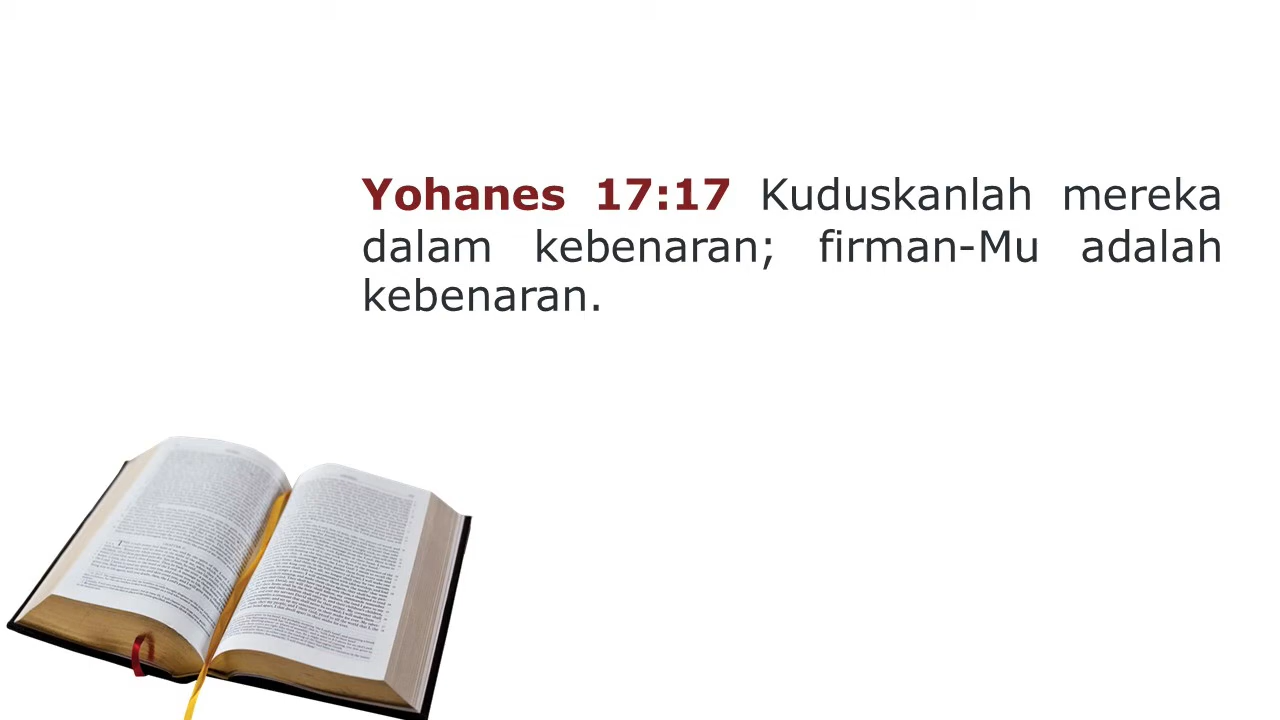 Yohanes 17:17 Kuduskanlah mereka
dalam kebenaran; firman-Mu adalah
kebenaran.